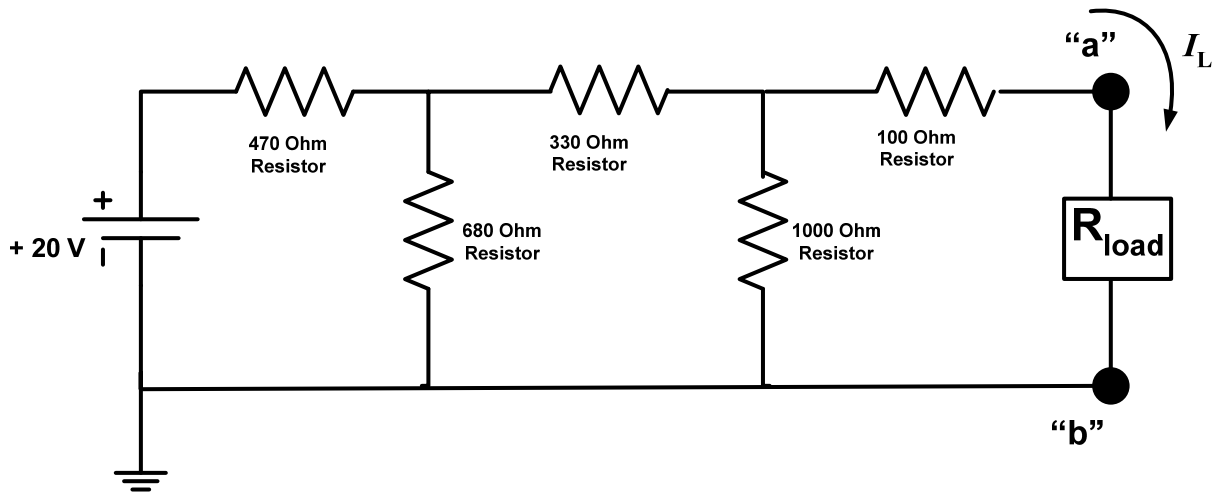 “a”
I_L
470 Ohm
Resistor
330 Ohm
Resistor
100 Ohm
Resistor
+
+ 20 V
680 Ohm
Resistor
1000 Ohm
Resistor
R_load
“b”